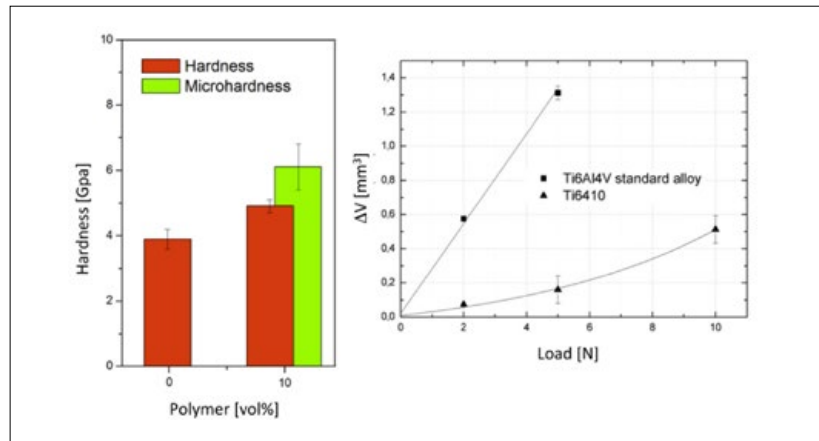 10
8
6
4
2
0
Hardness [Gpa]
Hardness
Microhardness
0
10
Polymer [vol%]
1,4
1,2
1,0
0,8
0,6
0,4
0,2
0,0
ΔV [mm³]
Ti6Al4V standard alloy
Ti6410
0
2
4
6
8
10
Load [N]